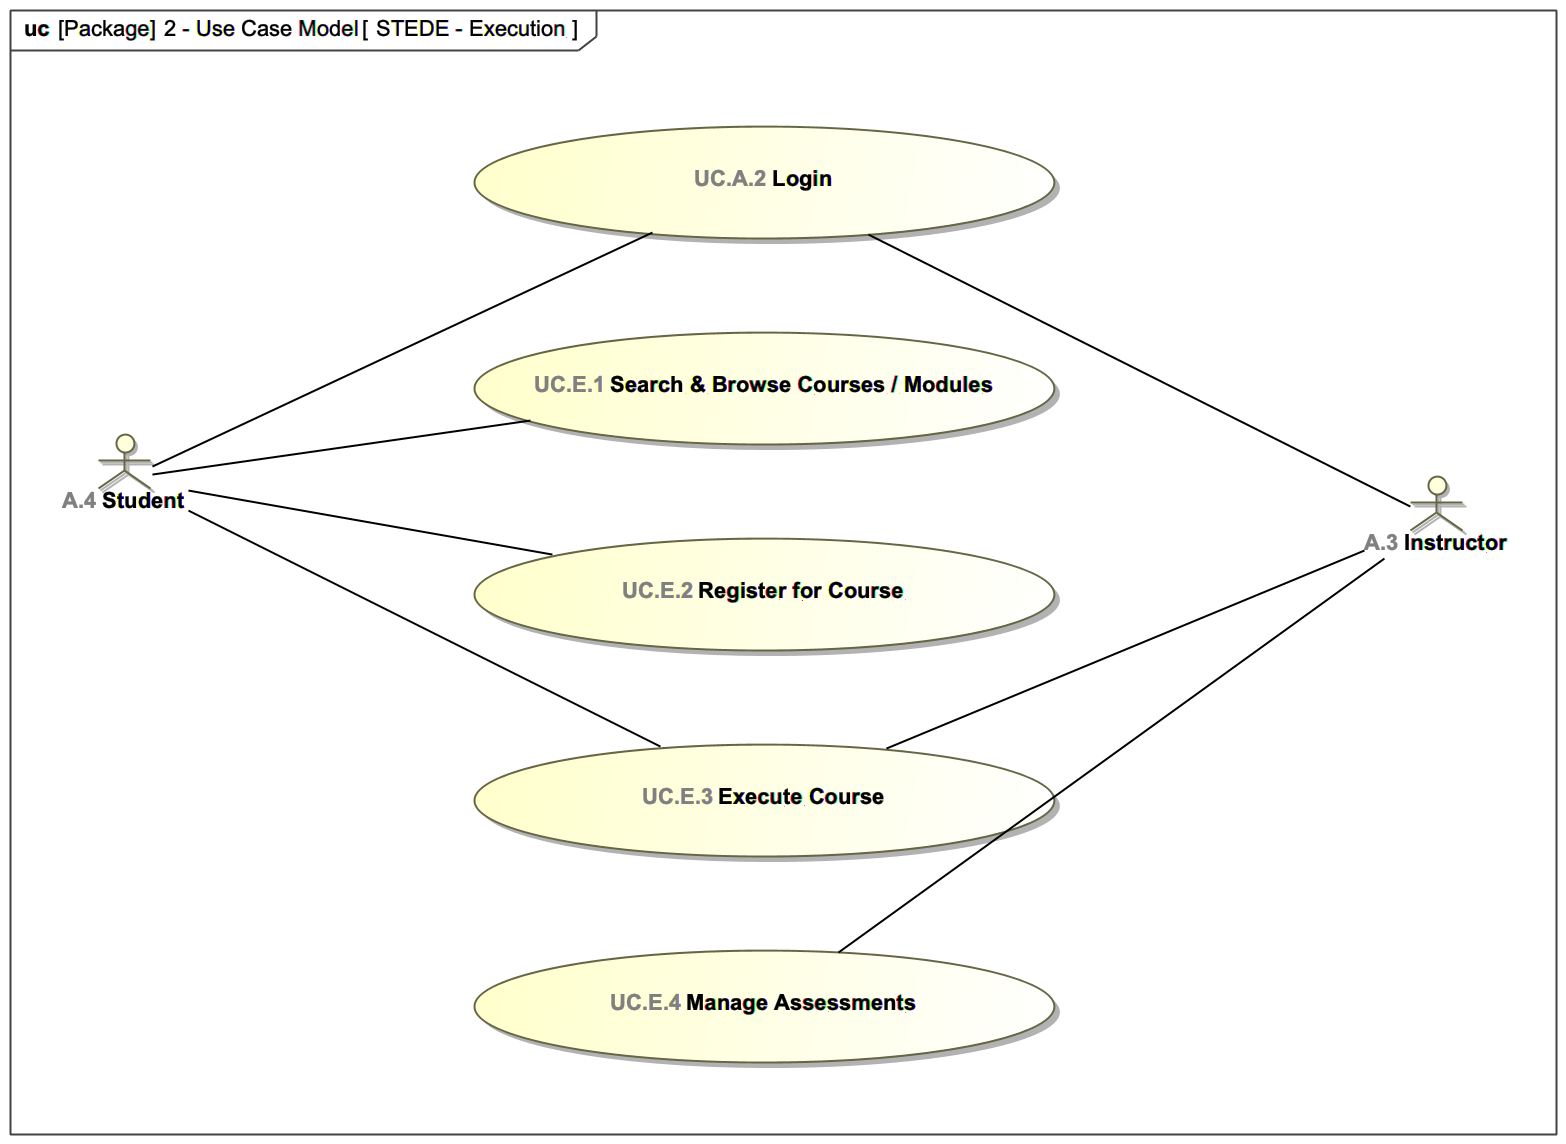 uc [Package] 2 - Use Case Model [ STEDE - Execution ]
UC.A.2 Login
UC.E.1 Search & Browse Courses / Modules
A.4 Student
A.3 Instructor
UC.E.2 Register for Course
UC.E.3 Execute Course
UC.E.4 Manage Assessments